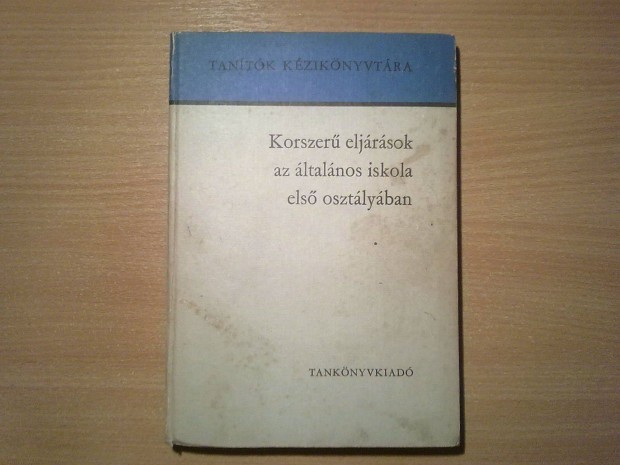 TANÍTÓK KÉZIKÖNYVTÁRA
Korszerű eljárások
az általános iskola
első osztályában
TANKÖNYVKIADÓ